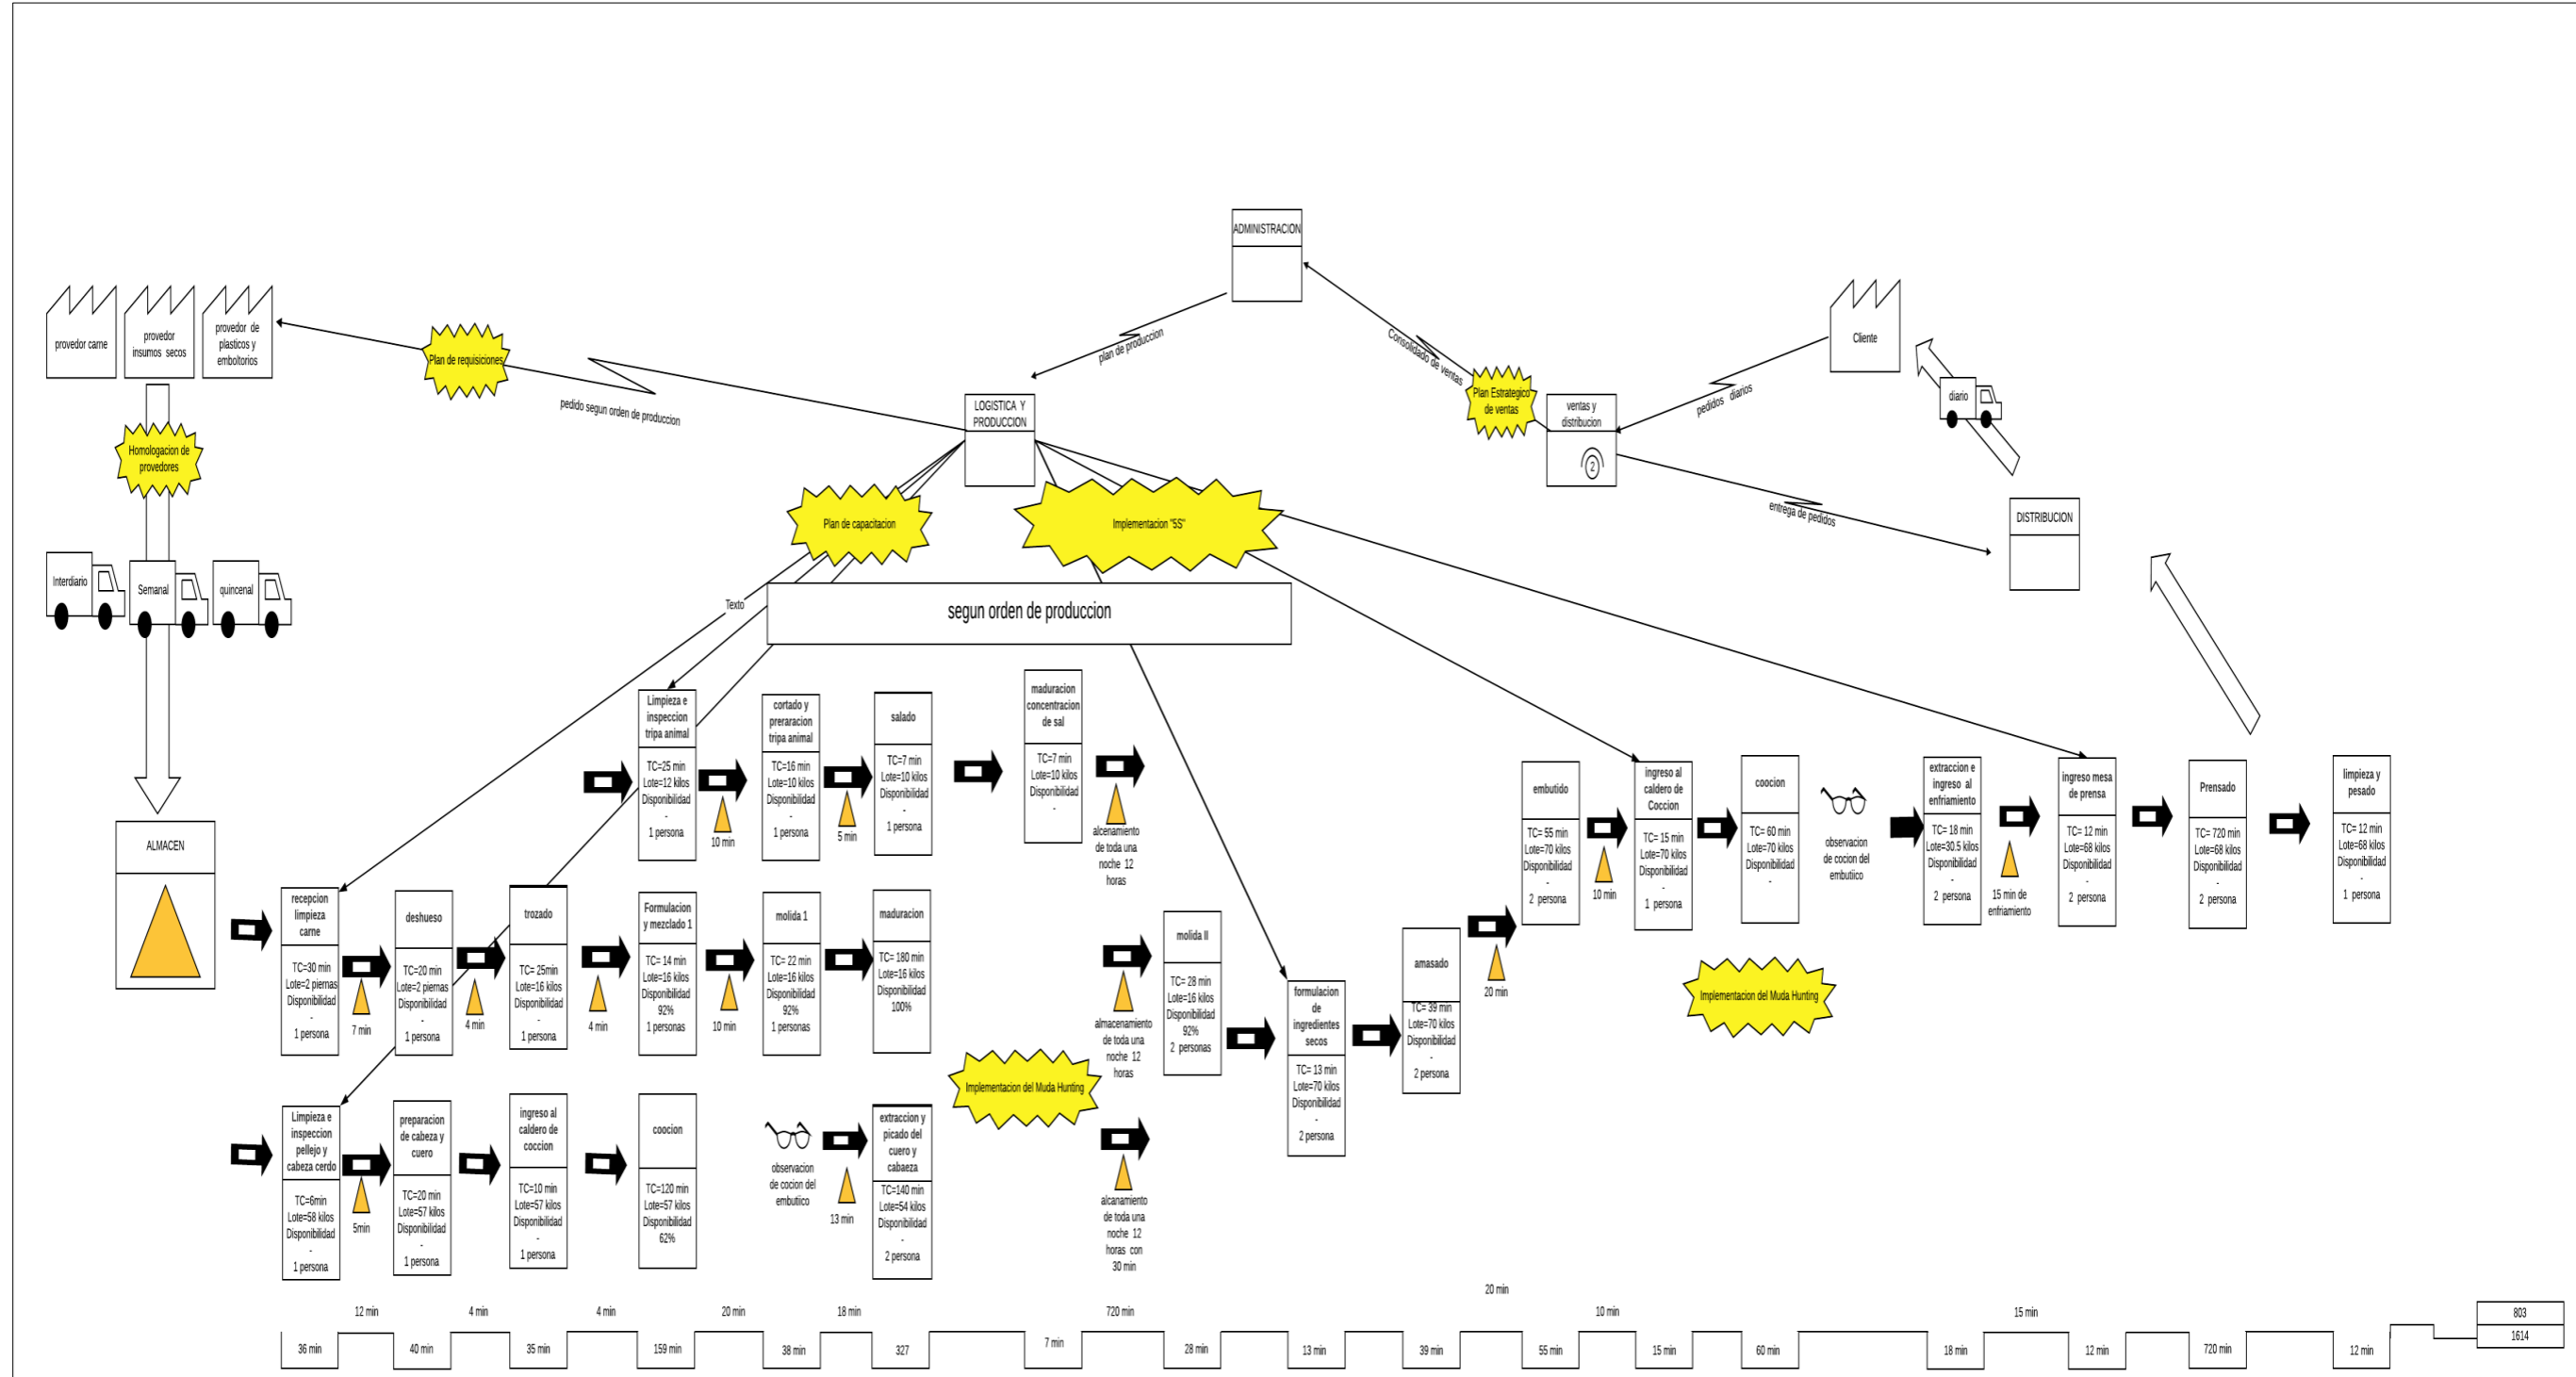 ADMINISTRACION
provedor carne
provedor
insumos secos
provedor de
plasticos y
emboltorios
Plan de requisiciones
pedido segun orden de produccion
plan de produccion
Consolidado de ventas
Plan Estrategico
de ventas
Cliente
pedidos diarios
diario
LOGISTICA Y
PRODUCCION
ventas y
distribucion
2
entrega de pedidos
DISTRIBUCION
Homologacion de
provedores
Plan de capacitacion
Implementacion "5S"
Interdiario
Semanal
quincenal
Texto
segun orden de produccion
ALMACEN
Limpieza e
inspeccion
tripa animal
TC=25 min
Lote=12 kilos
Disponibilidad
-
1 persona
10 min
cortado y
preraracion
tripa animal
TC=16 min
Lote=10 kilos
Disponibilidad
-
1 persona
5 min
salado
TC=7 min
Lote=10 kilos
Disponibilidad
-
1 persona
maduracion
concentracion
de sal
TC=7 min
Lote=10 kilos
Disponibilidad
-
alcenamiento
de toda una
noche 12
horas
recepcion
limpieza
carne
TC=30 min
Lote=2 piernas
Disponibilidad
-
1 persona
7 min
deshueso
TC=20 min
Lote=2 piernas
Disponibilidad
-
1 persona
4 min
trozado
TC= 25min
Lote=16 kilos
Disponibilidad
-
1 persona
4 min
Formulacion
y mezclado 1
TC= 14 min
Lote=16 kilos
Disponibilidad
92%
1 personas
10 min
molida 1
TC= 22 min
Lote=16 kilos
Disponibilidad
92%
1 personas
maduracion
TC= 180 min
Lote=16 kilos
Disponibilidad
100%
almacenamiento
de toda una
noche 12
horas
molida II
TC= 28 min
Lote=16 kilos
Disponibilidad
92%
2 personas
formulacion
de
ingredientes
secos
TC= 13 min
Lote=70 kilos
Disponibilidad
-
2 persona
amasado
TC= 39 min
Lote=70 kilos
Disponibilidad
-
2 persona
20 min
embutido
TC= 55 min
Lote=70 kilos
Disponibilidad
-
2 persona
10 min
ingreso al
caldero de
Coccion
TC= 15 min
Lote=70 kilos
Disponibilidad
-
1 persona
coocion
TC= 60 min
Lote=70 kilos
Disponibilidad
-
observacion
de cocion del
embutiico
extraccion e
ingreso al
enfriamiento
TC= 18 min
Lote=30.5 kilos
Disponibilidad
-
2 persona
15 min de
enfriamiento
ingreso mesa
de prensa
TC= 12 min
Lote=68 kilos
Disponibilidad
-
2 persona
Prensado
TC= 720 min
Lote=68 kilos
Disponibilidad
-
2 persona
limpieza y
pesado
TC= 12 min
Lote=68 kilos
Disponibilidad
-
1 persona
Implementacion del Muda Hunting
Implementacion del Muda Hunting
Limpieza e
inspeccion
pellejo y
cabeza cerdo
TC=6min
Lote=58 kilos
Disponibilidad
-
1 persona
5min
preparacion
de cabeza y
cuero
TC=20 min
Lote=57 kilos
Disponibilidad
-
1 persona
ingreso al
caldero de
coccion
TC=10 min
Lote=57 kilos
Disponibilidad
-
1 persona
coocion
TC=120 min
Lote=57 kilos
Disponibilidad
62%
observacion
de cocion del
embutiico
13 min
extraccion y
picado del
cuero y
cabaeza
TC=140 min
Lote=54 kilos
Disponibilidad
-
2 persona
alcanamiento
de toda una
noche 12
horas con
30 min
12 min
4 min
4 min
20 min
18 min
720 min
20 min
10 min
15 min
36 min
40 min
35 min
159 min
38 min
327
7 min
28 min
13 min
39 min
55 min
15 min
60 min
18 min
12 min
720 min
12 min
803
1614